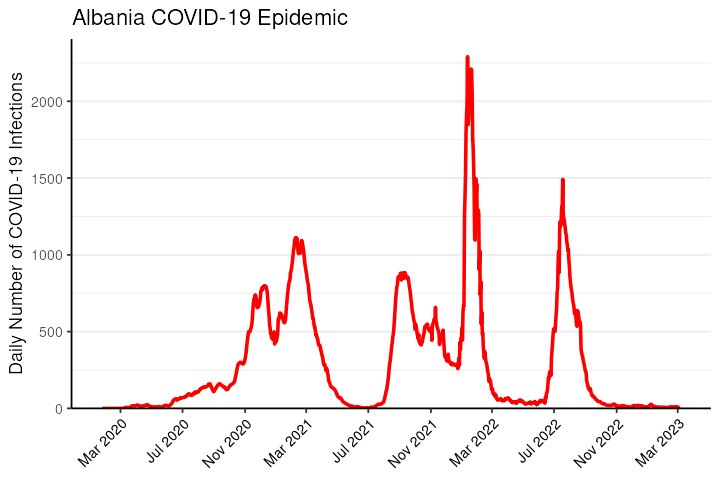 Albania COVID-19 Epidemic
Daily Number of COVID-19 Infections
2000
1500
1000
500
0
Mar 2020
Jul 2020
Nov 2020
Mar 2021
Jul 2021
Nov 2021
Mar 2022
Jul 2022
Nov 2022
Mar 2023